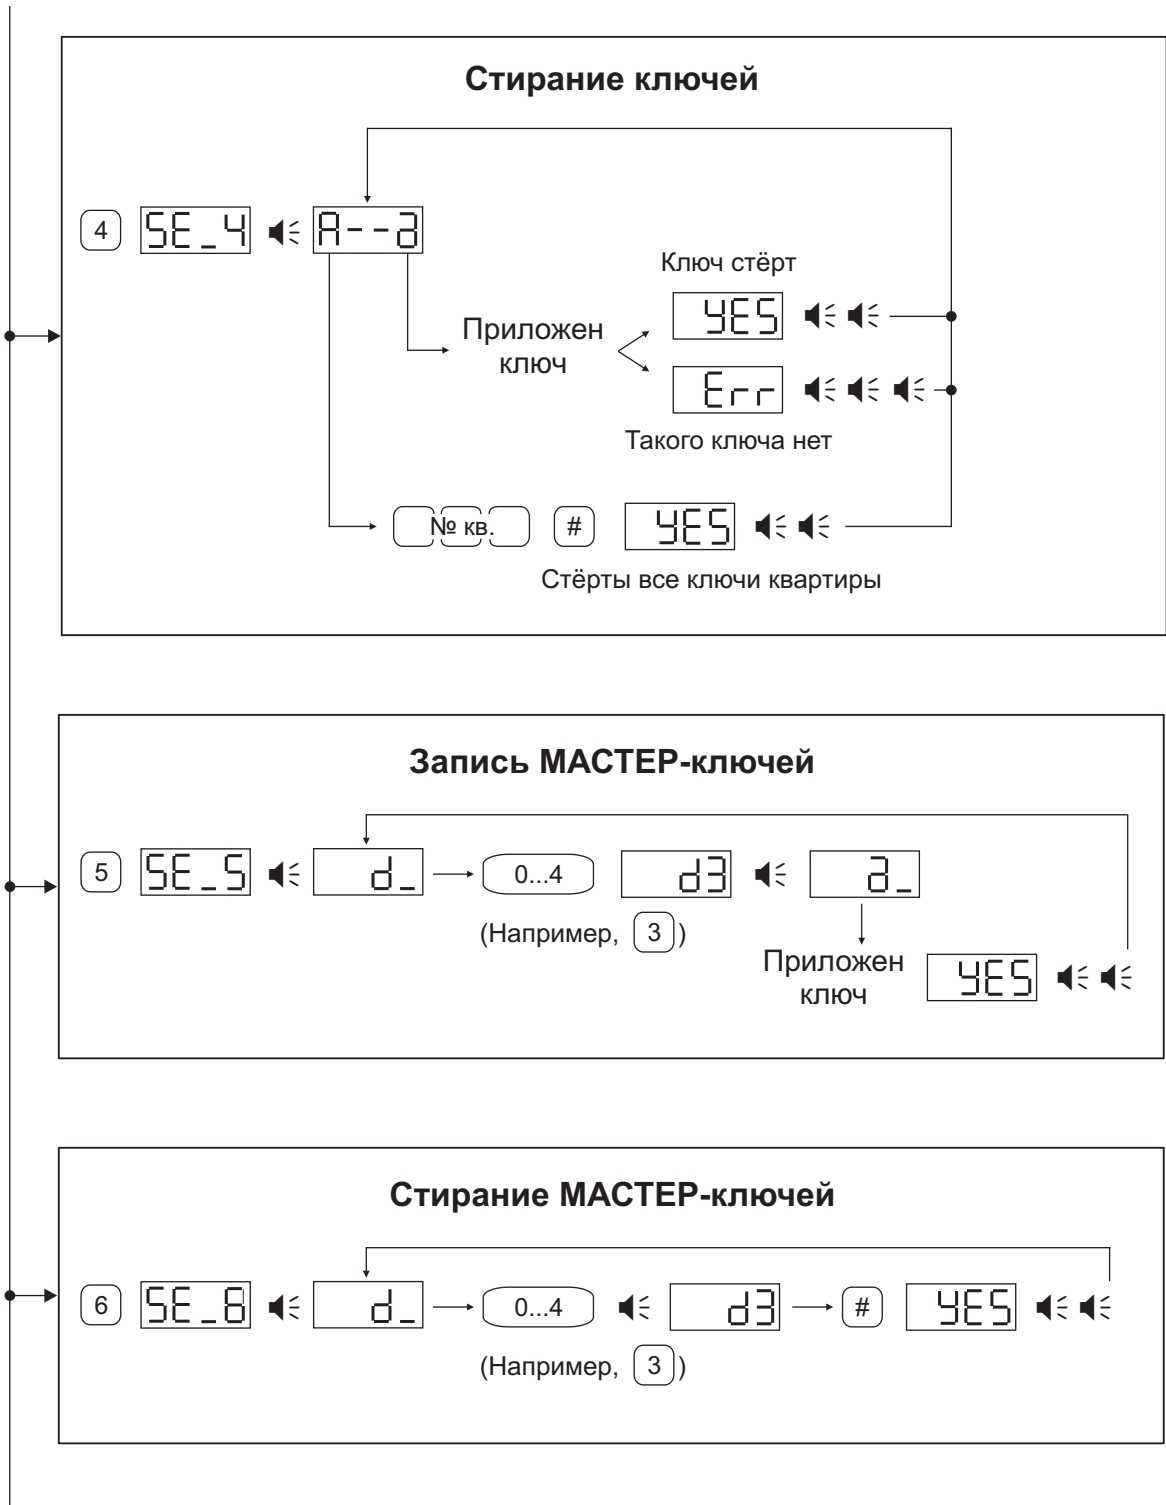 Стирание ключей
4 SE_4 A--a
Ключ стёрт
YES
Приложен
ключ
Err
Такого ключа нет
№ кв. # YES
Стёрты все ключи квартиры
Запись МАСТЕР-ключей
5 SE_5 d_ 0...4 d3 a_
(Например, 3)
Приложен
ключ
YES
Стирание МАСТЕР-ключей
6 SE_8 d_ 0...4 d3 # YES
(Например, 3)